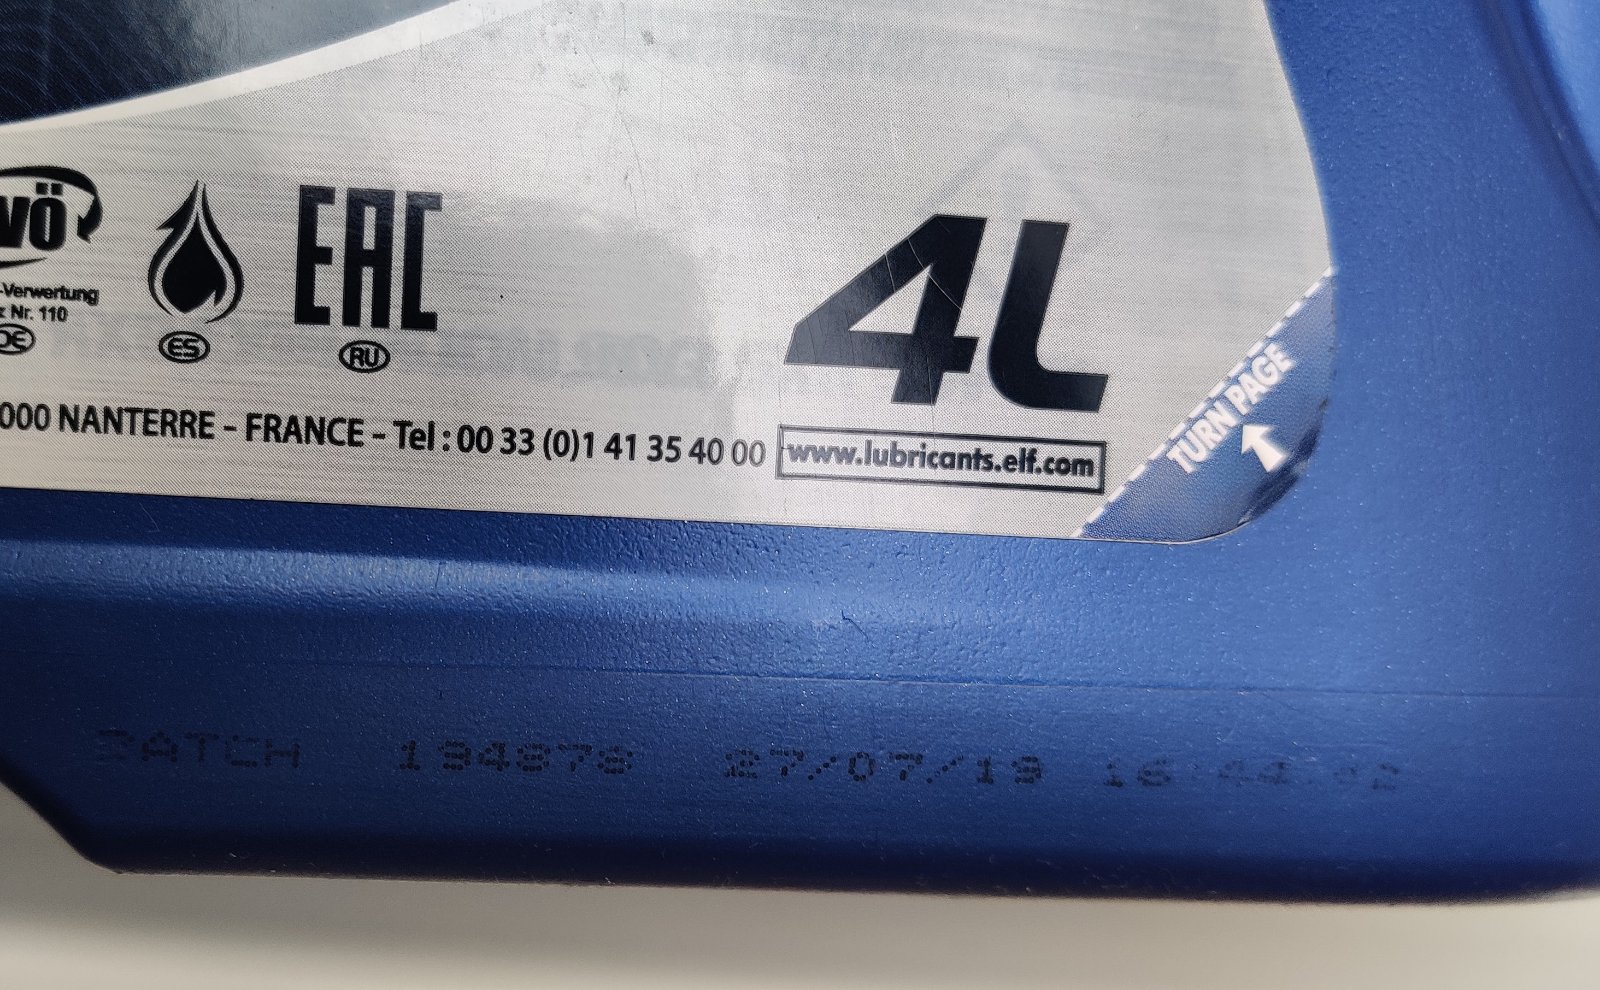 VÖ
-Verwertung
z Nr. 110
DE
ES
EAC
RU
4L
000 NANTERRE – FRANCE – Tel : 00 33 (0)1 41 35 40 00
www.lubricants.elf.com
TURN PAGE
BATCH 194878 27/07/19